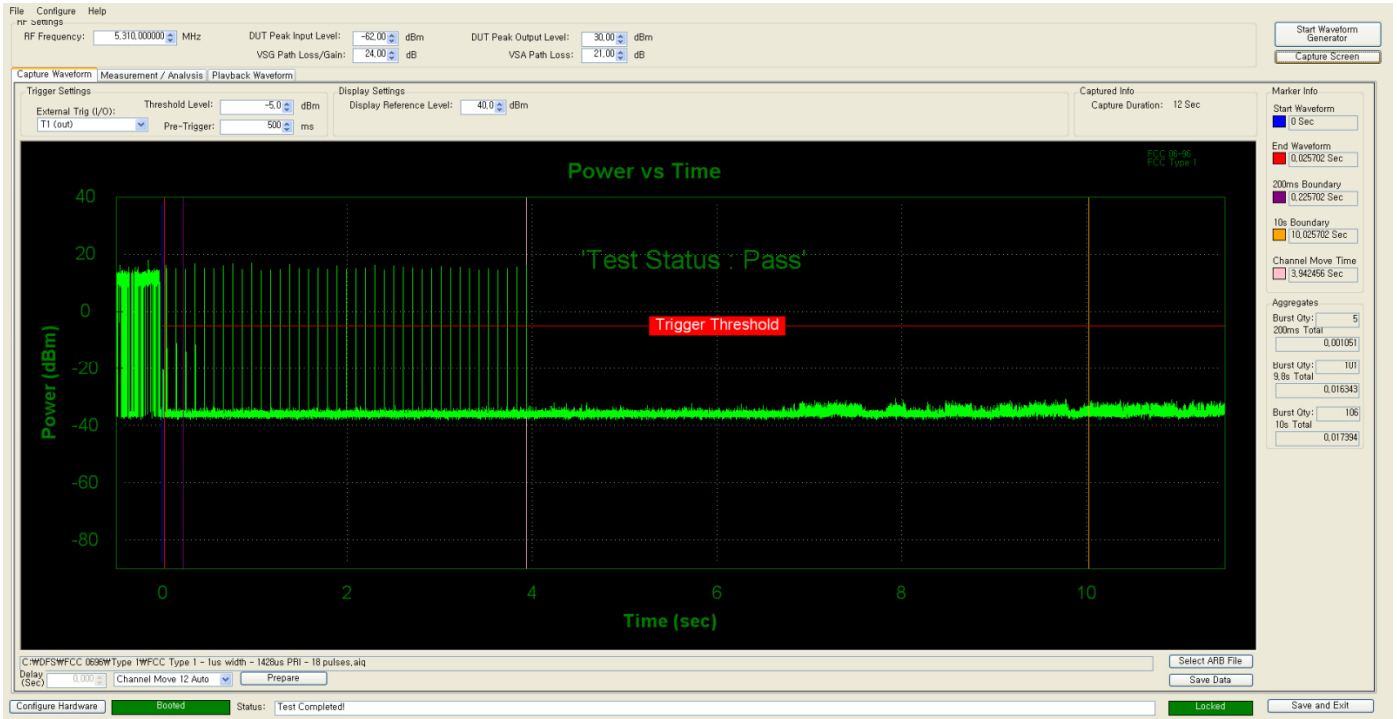 File Configure Help
RF Settings
RF Frequency: 5,310,000000 MHz DUT Peak Input Level: -62,00 dBm DUT Peak Output Level: 30,00 dBm
VSG Path Loss/Gain: 24,00 dB VSA Path Loss: 21,00 dB
Start Waveform
Generator
Capture Screen
Capture Waveform Measurement / Analysis Playback Waveform
Trigger Settings
External Trig (I/O):
T1 (out)
Threshold Level: -5,0 dBm
Pre-Trigger: 500 ms
Display Settings
Display Reference Level: 40,0 dBm
Captured Info
Capture Duration: 12 Sec
Marker Info
Start Waveform
0 Sec
End Waveform
0,025702 Sec
200ms Boundary
0,225702 Sec
10s Boundary
10,025702 Sec
Channel Move Time
3,942456 Sec
Aggregates
Burst Qty: 5
200ms Total
0,001051
Burst Qty: 101
9,8s Total
0,016343
Burst Qty: 106
10s Total
0,017394
FCC 06-96
FCC Type 1
Power vs Time
'Test Status : Pass'
Trigger Threshold
Power (dBm)
40
20
0
-20
-40
-60
-80
0 2 4 6 8 10
Time (sec)
C:₩DFS₩FCC 0696₩Type 1₩FCC Type 1 - 1us width - 1428us PRI - 18 pulses,aiq
Select ARB File
Delay
(Sec) 0,000 Channel Move 12 Auto Prepare
Save Data
Configure Hardware Booted Status: Test Completed! Locked Save and Exit